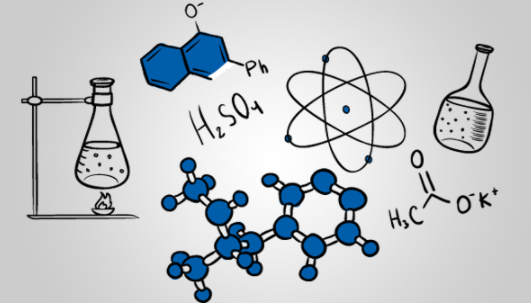 O⁻
Ph
H₂SO₄
O
H₃C
O⁻K⁺